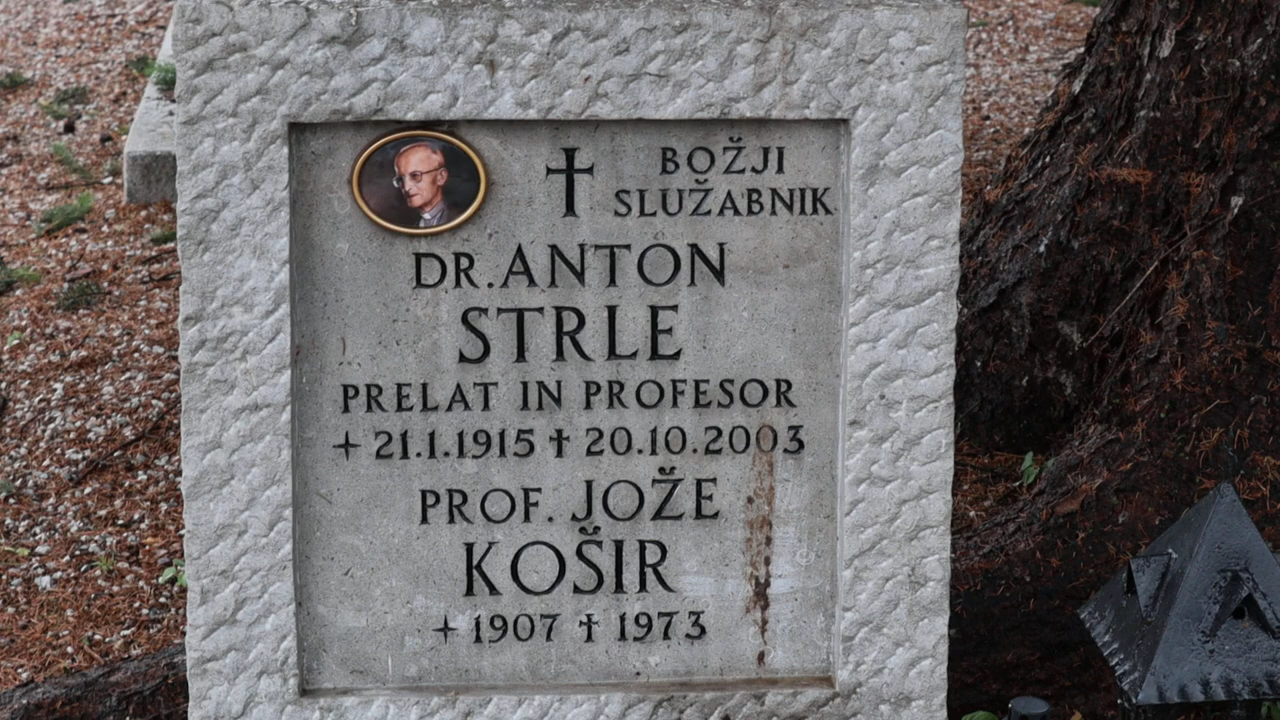 ✝ BOŽJI
SLUŽABNIK
DR. ANTON
STRLE
PRELAT IN PROFESOR
+ 21.1.1915 ✝ 20.10.2003
PROF. JOŽE
KOŠIR
+ 1907 ✝ 1973